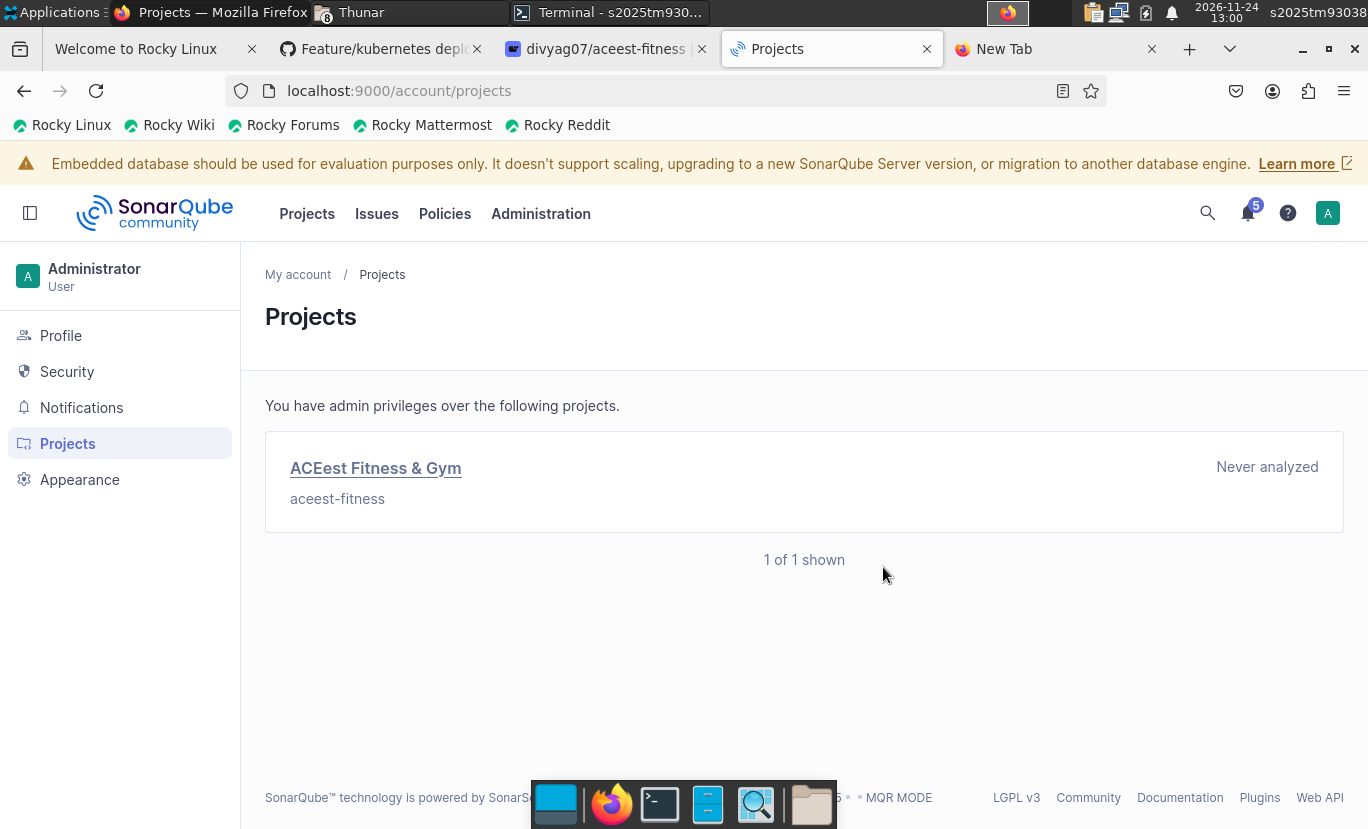 Applications
Projects — Mozilla Firefox
8
Thunar
Terminal - s2025tm930...
2026-11-24
13:00
s2025tm93038
Welcome to Rocky Linux
Feature/kubernetes depl
divyag07/aceest-fitness |
Projects
New Tab
localhost:9000/account/projects
Rocky Linux
Rocky Wiki
Rocky Forums
Rocky Mattermost
Rocky Reddit
Embedded database should be used for evaluation purposes only. It doesn't support scaling, upgrading to a new SonarQube Server version, or migration to another database engine. Learn more
SonarQube
community
Projects
Issues
Policies
Administration
5
?
A
A
Administrator
User
Profile
Security
Notifications
Projects
Appearance
My account / Projects
Projects
You have admin privileges over the following projects.
ACEest Fitness & Gym
Never analyzed
aceest-fitness
1 of 1 shown
SonarQube™ technology is powered by SonarS
5 • • MQR MODE
LGPL v3
Community
Documentation
Plugins
Web API